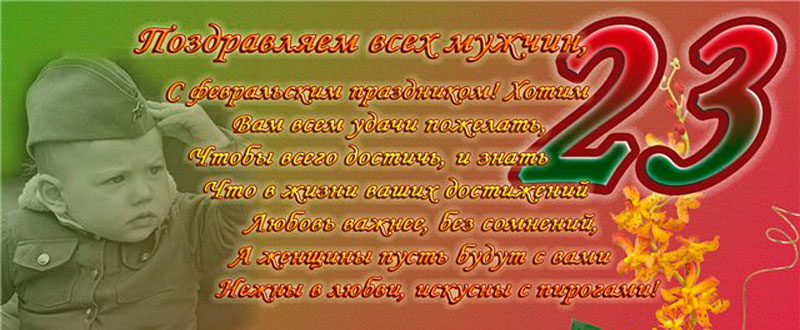 Поздравляем всех мужчин,
23
С февральским праздником! Хотим
Вам всем удачи пожелать,
Чтобы всего достичь, и знать
Что в жизни ваших достижений
Любовь важнее, без сомнений,
А женщины пусть будут с вами
Нежны в любви, искусны с пирогами!